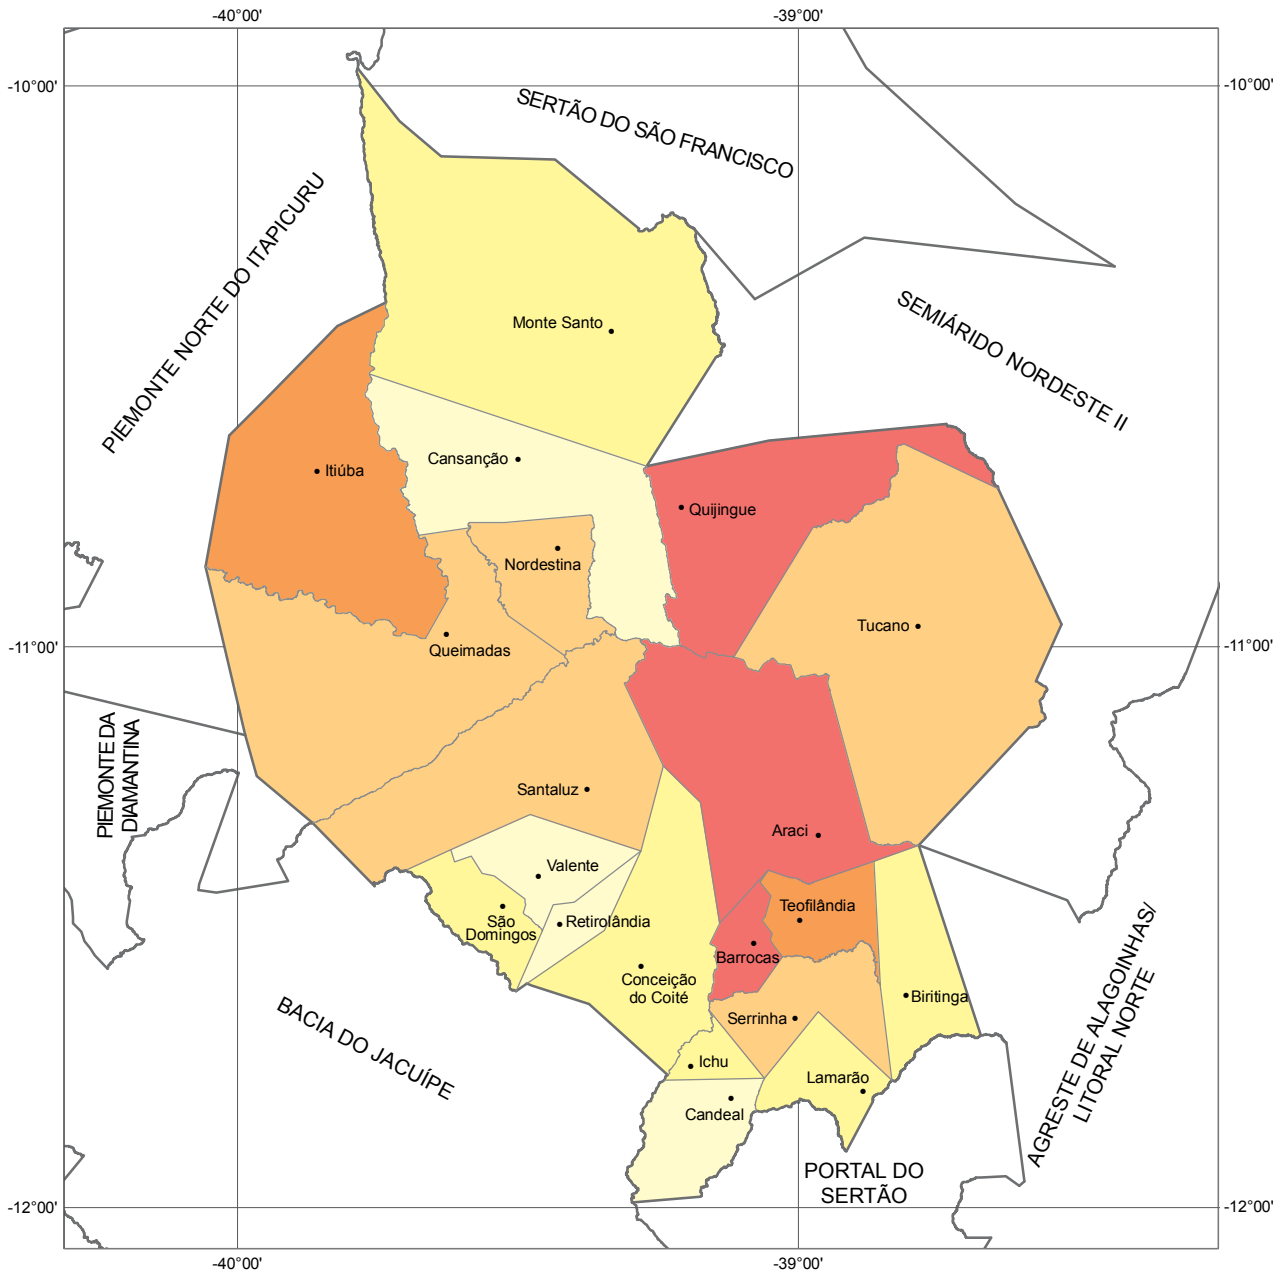 -40°00'
-39°00'
-10°00'
-10°00'
SERTÃO DO SÃO FRANCISCO
PIEMONTE NORTE DO ITAPICURU
SEMIÁRIDO NORDESTE II
Monte Santo
Cansanção
Itiúba
Quijingue
Nordestina
Tucano
Queimadas
-11°00'
-11°00'
PIEMONTE DA
DIAMANTINA
Santaluz
Araci
Valente
Teofilândia
São
Domingos
Retirolândia
Barrocas
Conceição
do Coité
Biritinga
Serrinha
BACIA DO JACUÍPE
Ichu
Lamarão
Candeal
AGRESTE DE ALAGOINHAS/
LITORAL NORTE
PORTAL DO
SERTÃO
-12°00'
-12°00'
-40°00'
-39°00'